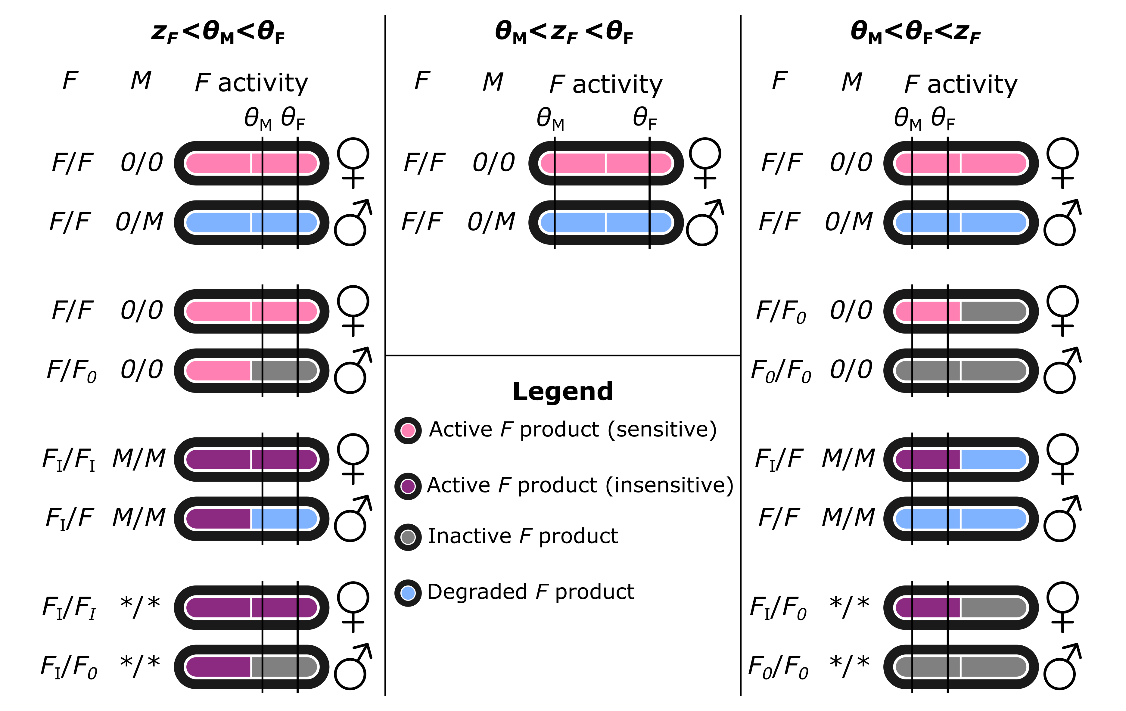 z_F<θ_M<θ_F
F M F activity
θ_M θ_F
F/F 0/0 ♀
F/F 0/M ♂
F/F 0/0 ♀
F/F_0 0/0 ♂
F_I/F_I M/M ♀
F_I/F M/M ♂
F_I/F_I */* ♀
F_I/F_0 */* ♂
θ_M<z_F<θ_F
F M F activity
θ_M θ_F
F/F 0/0 ♀
F/F 0/M ♂
Legend
Active F product (sensitive)
Active F product (insensitive)
Inactive F product
Degraded F product
θ_M<θ_F<z_F
F M F activity
θ_M θ_F
F/F 0/0 ♀
F/F 0/M ♂
F/F_0 0/0 ♀
F_0/F_0 0/0 ♂
F_I/F M/M ♀
F/F M/M ♂
F_I/F_0 */* ♀
F_0/F_0 */* ♂